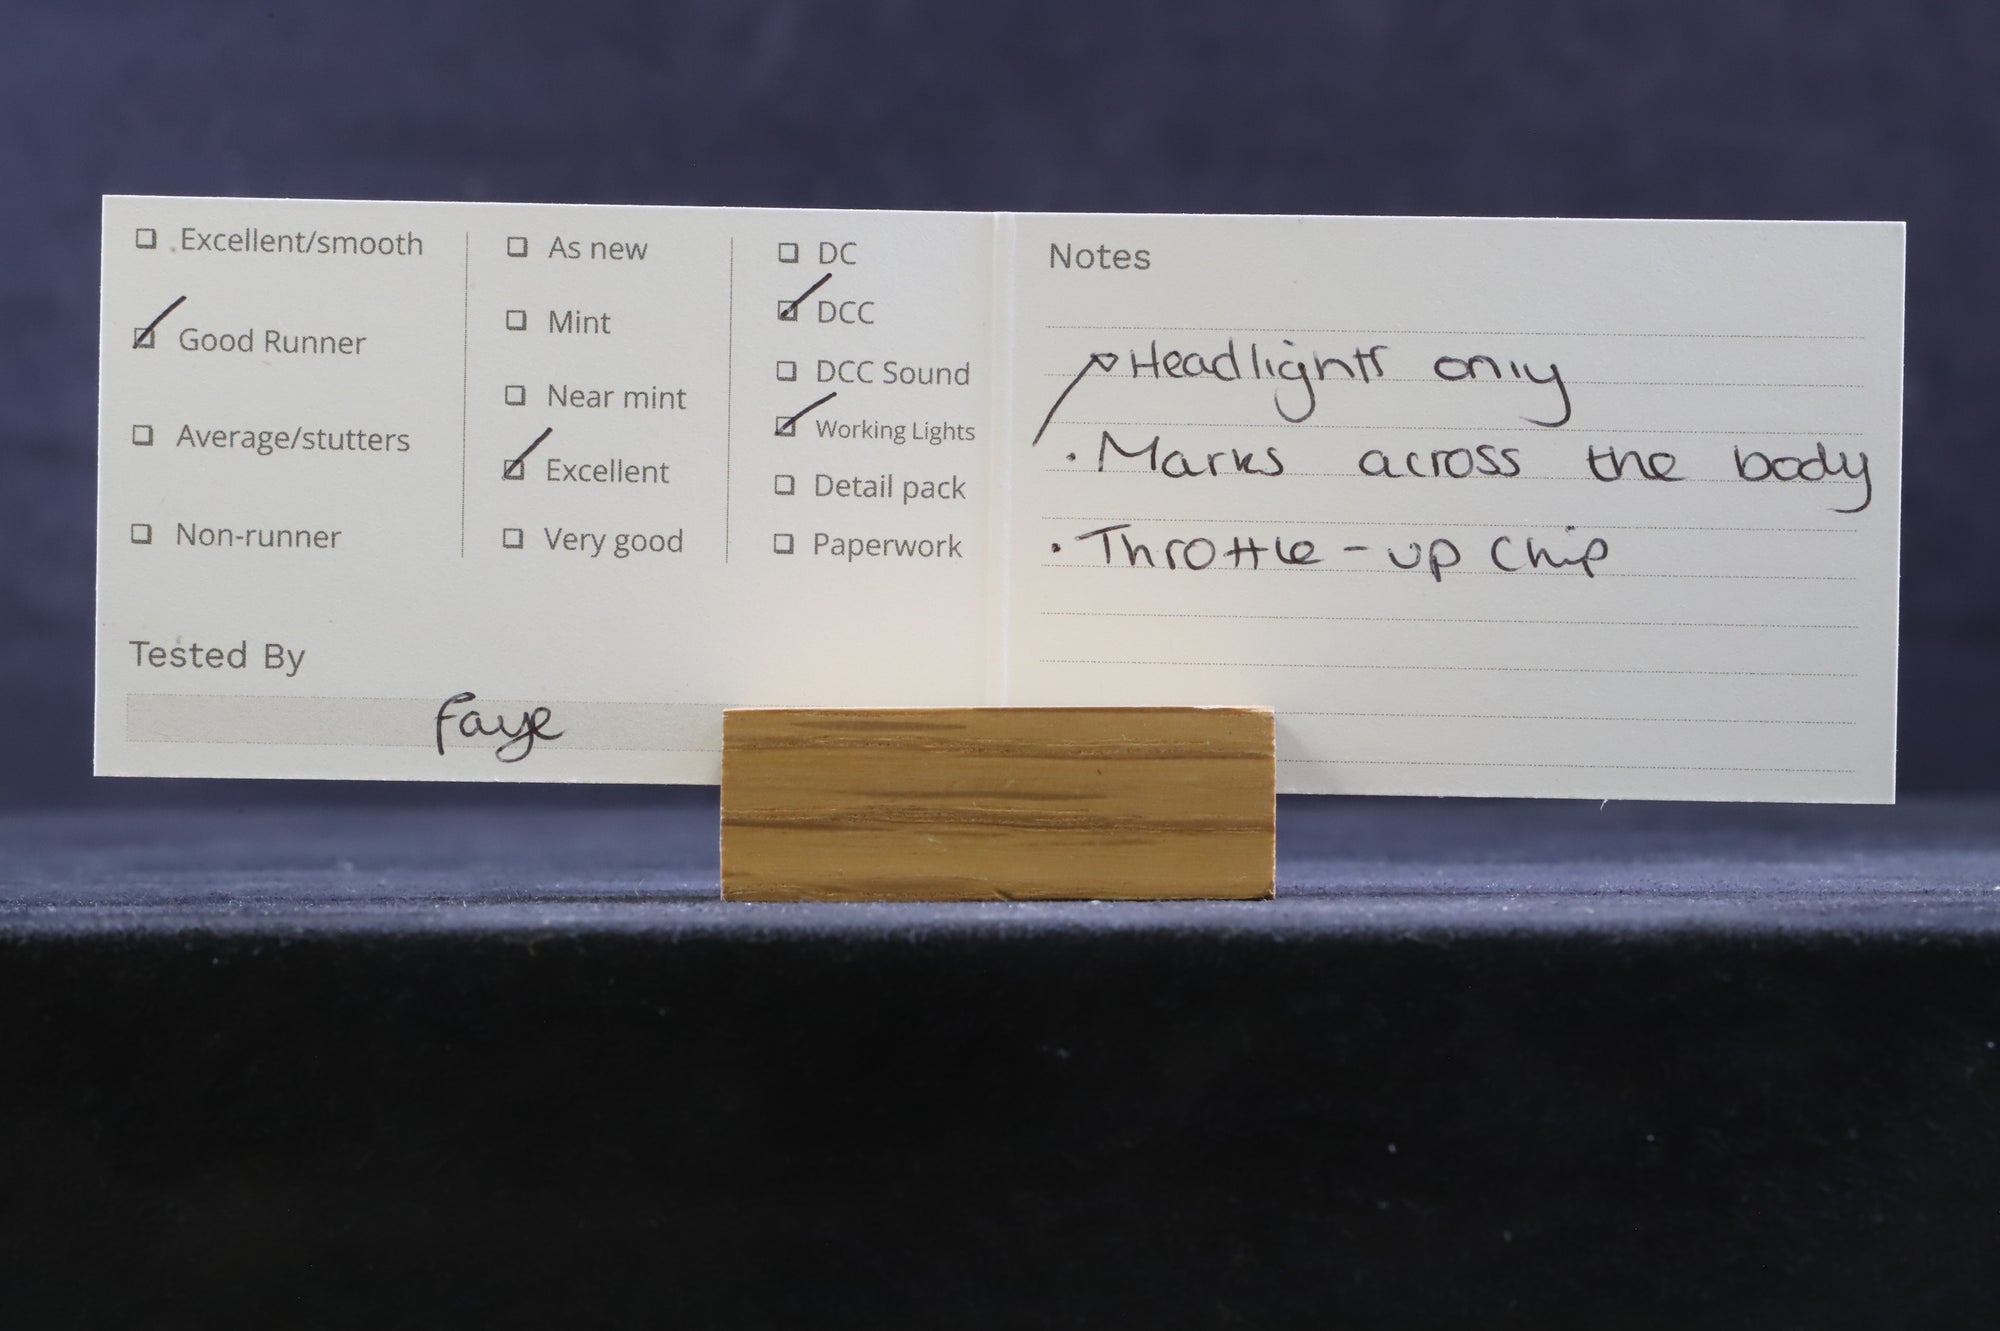 Excellent/smooth
Good Runner
Average/stutters
Non-runner
As new
Mint
Near mint
Excellent
Very good
DC
DCC
DCC Sound
Working Lights
Detail pack
Paperwork
Tested By
Faye
Notes
Headlights only
• Marks across the body
• Throttle-up Chip